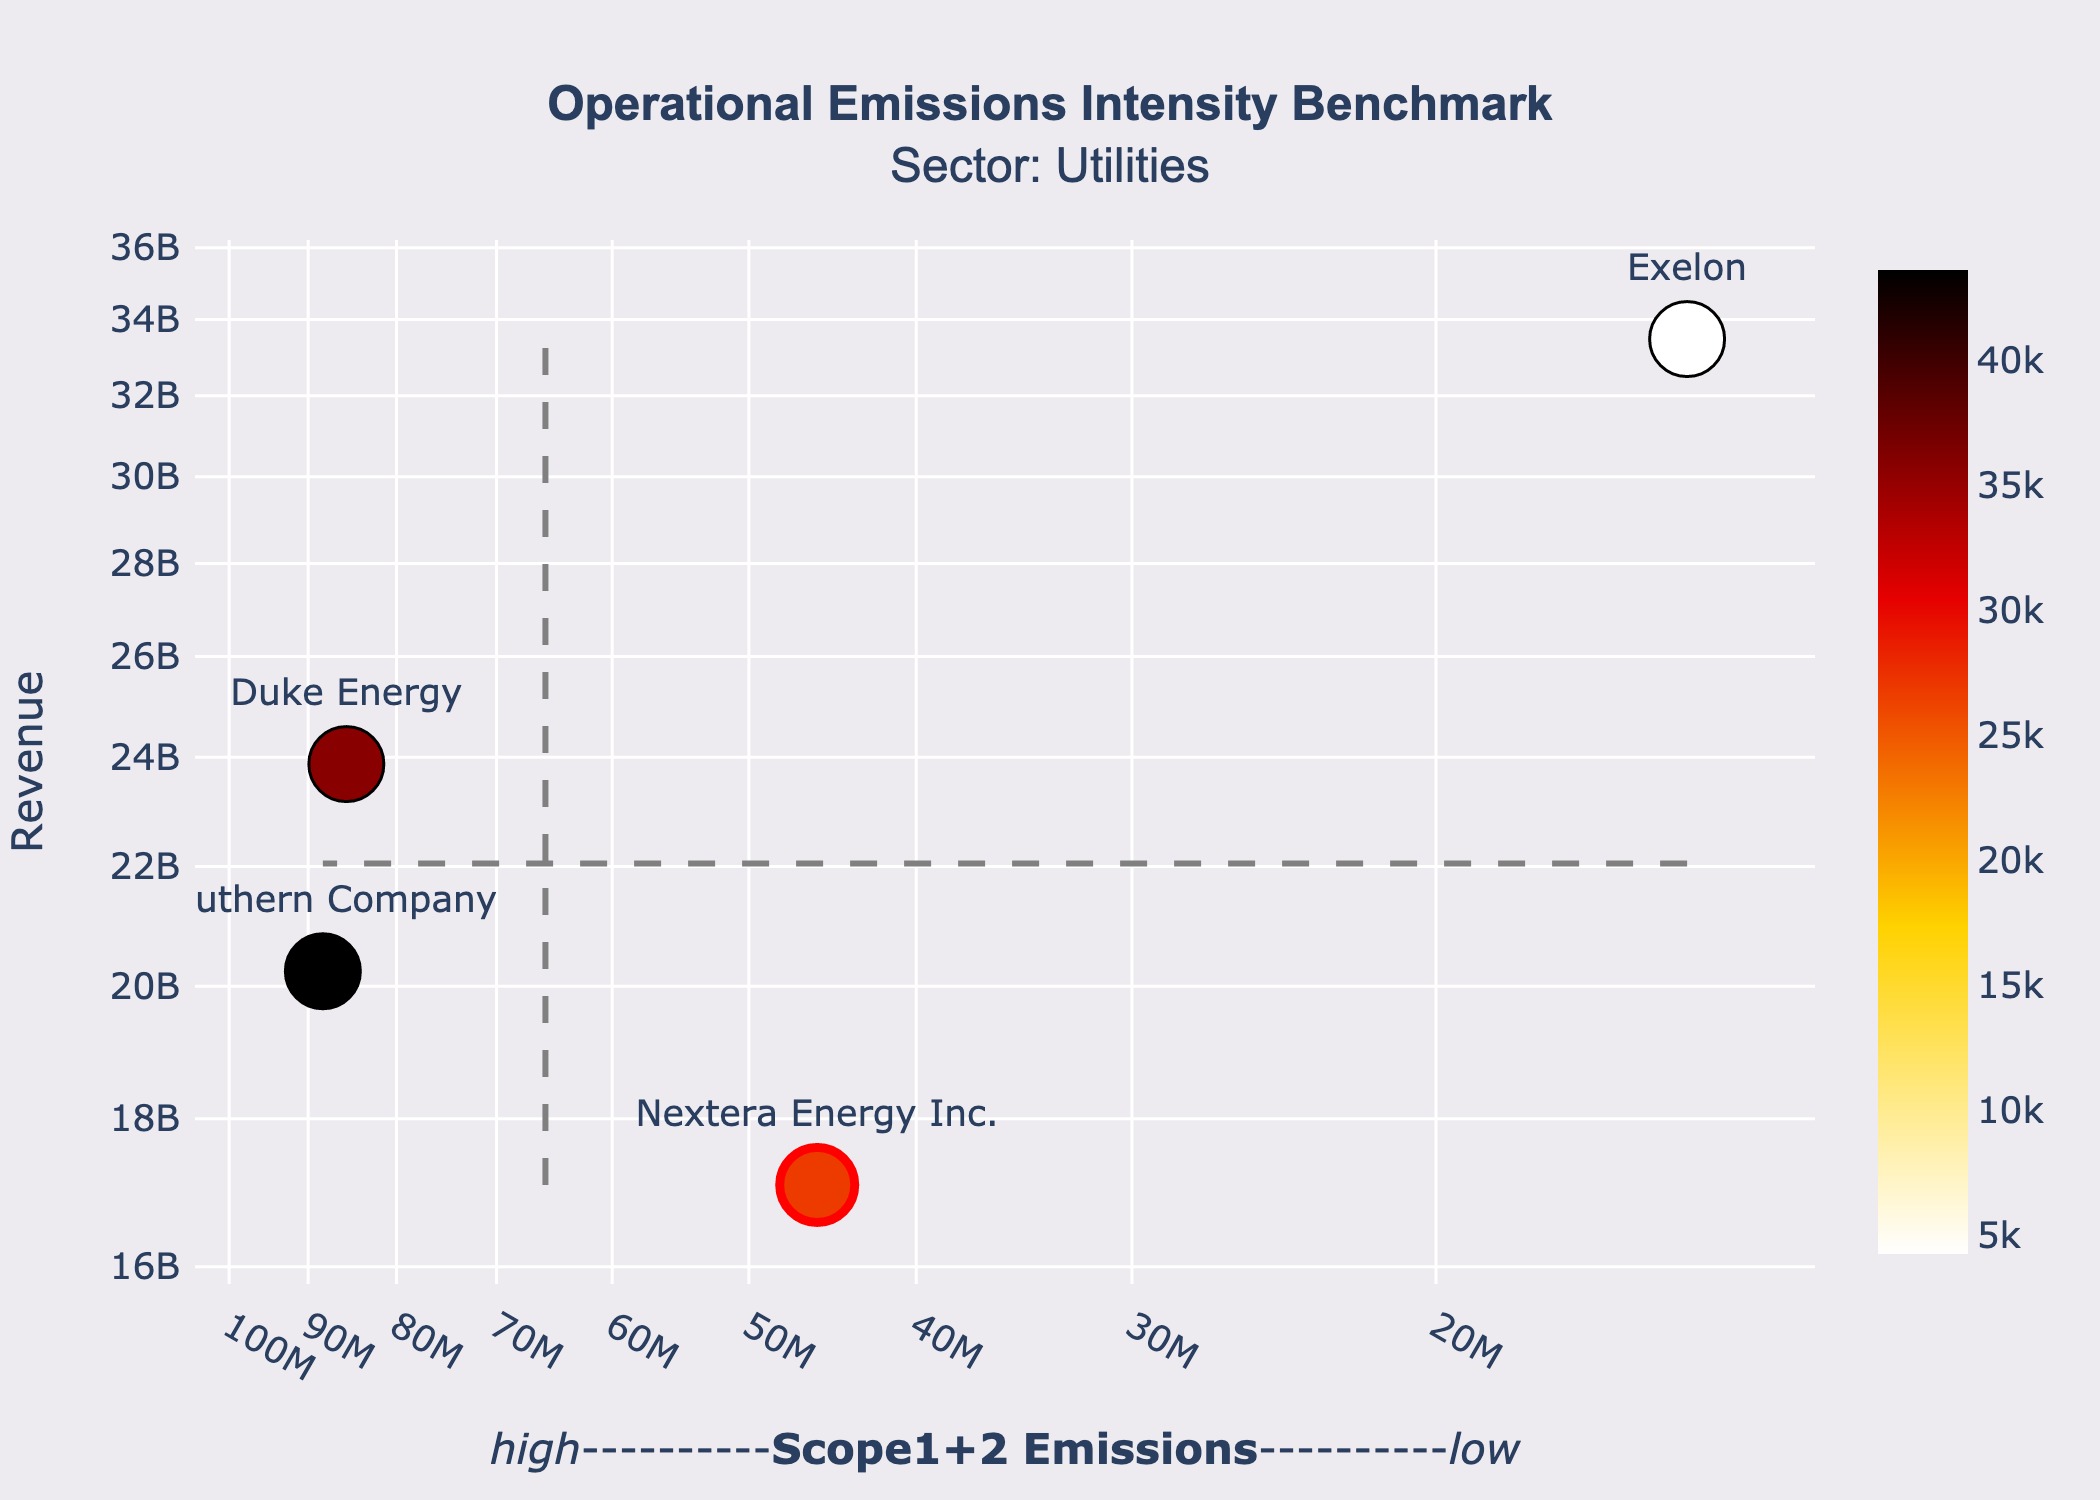 Operational Emissions Intensity Benchmark
Sector: Utilities
36B
34B
32B
30B
28B
26B
24B
22B
20B
18B
16B
Revenue
Exelon
Duke Energy
uthern Company
Nextera Energy Inc.
40k
35k
30k
25k
20k
15k
10k
5k
100M
90M
80M
70M
60M
50M
40M
30M
20M
high----------Scope1+2 Emissions----------low